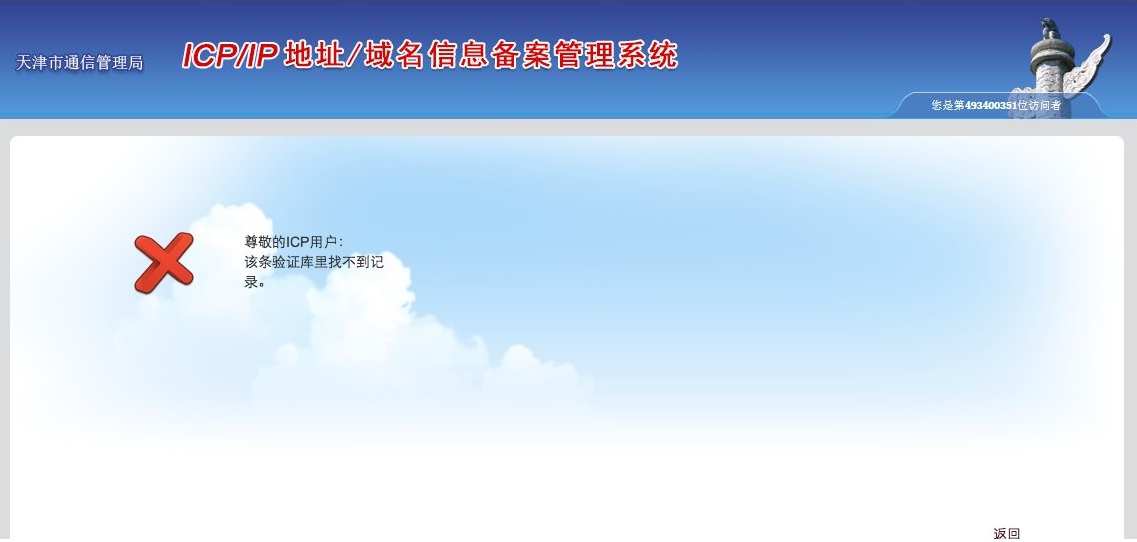 天津市通信管理局
ICP/IP 地址/域名信息备案管理系统
您是第493400351位访问者
尊敬的ICP用户：
该条验证库里找不到记
录。
返回